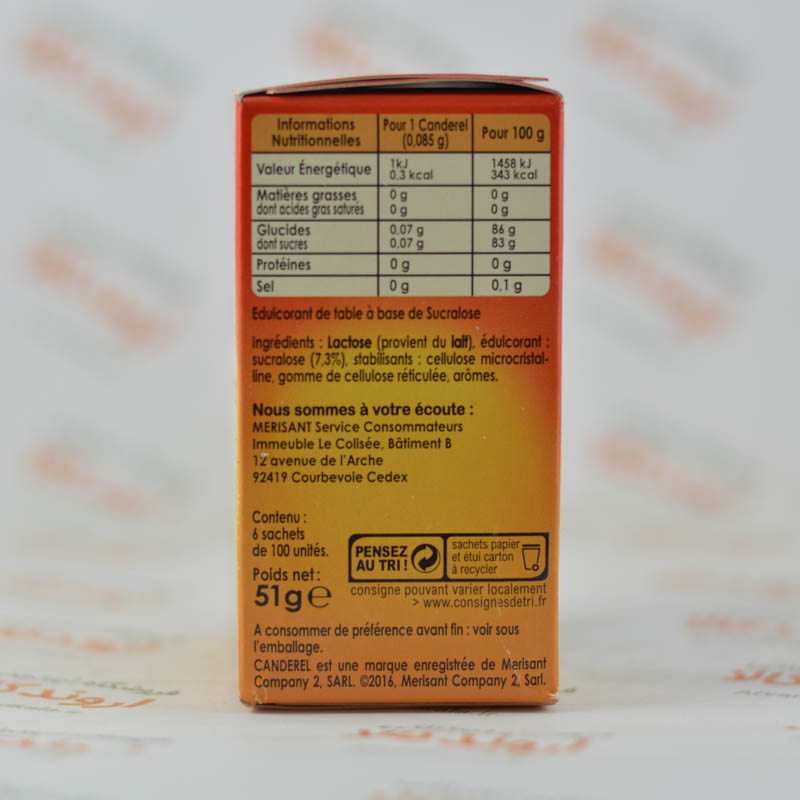 Informations Nutritionnelles | Pour 1 Canderel (0,085 g) | Pour 100 g
Valeur Énergétique | 1kJ 0,3 kcal | 1458 kJ 343 kcal
Matières grasses | 0 g | 0 g
dont acides gras saturés | 0 g | 0 g
Glucides | 0,07 g | 86 g
dont sucres | 0,07 g | 83 g
Protéines | 0 g | 0 g
Sel | 0 g | 0,1 g
Edulcorant de table à base de Sucralose
Ingrédients : Lactose (provient du lait), édulcorant :
sucralose (7,3%), stabilisants : cellulose microcristal-
line, gomme de cellulose réticulée, arômes.
Nous sommes à votre écoute :
MERISANT Service Consommateurs
Immeuble Le Colisée, Bâtiment B
12 avenue de l'Arche
92419 Courbevoie Cedex
Contenu :
6 sachets
de 100 unités.
Poids net :
51g e
PENSEZ
AU TRI !
sachets papier
et étui carton
à recycler
consigne pouvant varier localement
> www.consignesdetri.fr
A consommer de préférence avant fin : voir sous
l'emballage.
CANDEREL est une marque enregistrée de Merisant
Company 2, SARL. ©2016, Merisant Company 2, Sarl.